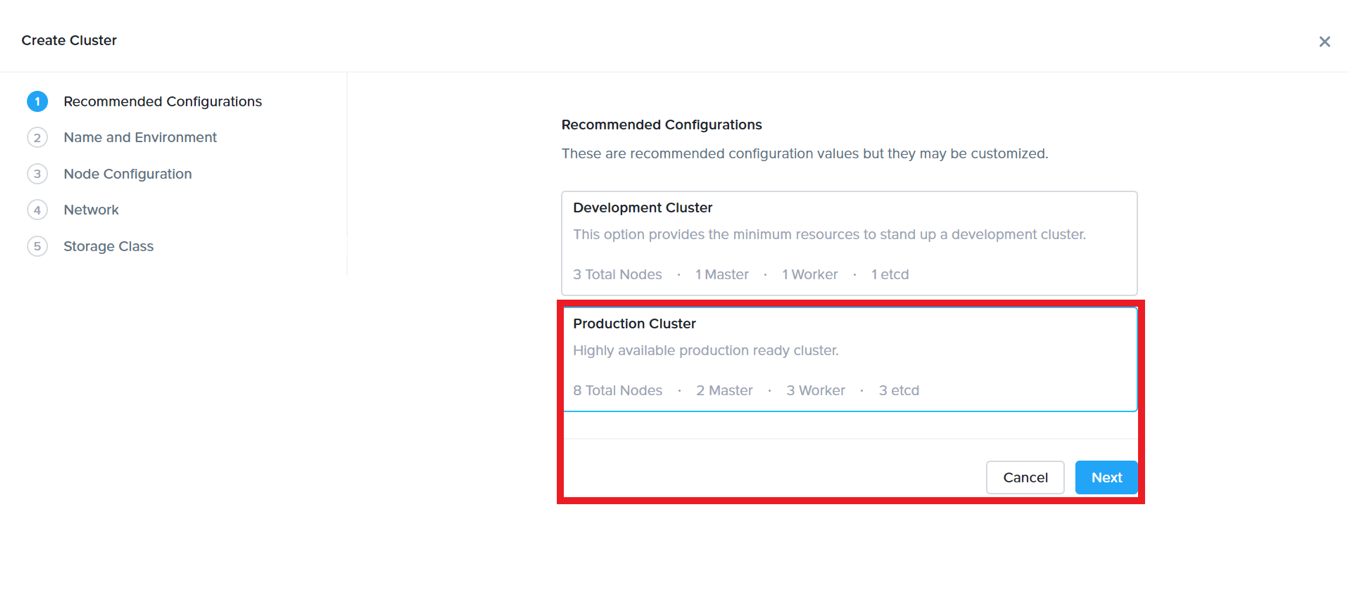 Create Cluster
×
1 Recommended Configurations
2 Name and Environment
3 Node Configuration
4 Network
5 Storage Class
Recommended Configurations
These are recommended configuration values but they may be customized.
Development Cluster
This option provides the minimum resources to stand up a development cluster.
3 Total Nodes · 1 Master · 1 Worker · 1 etcd
Production Cluster
Highly available production ready cluster.
8 Total Nodes · 2 Master · 3 Worker · 3 etcd
Cancel Next